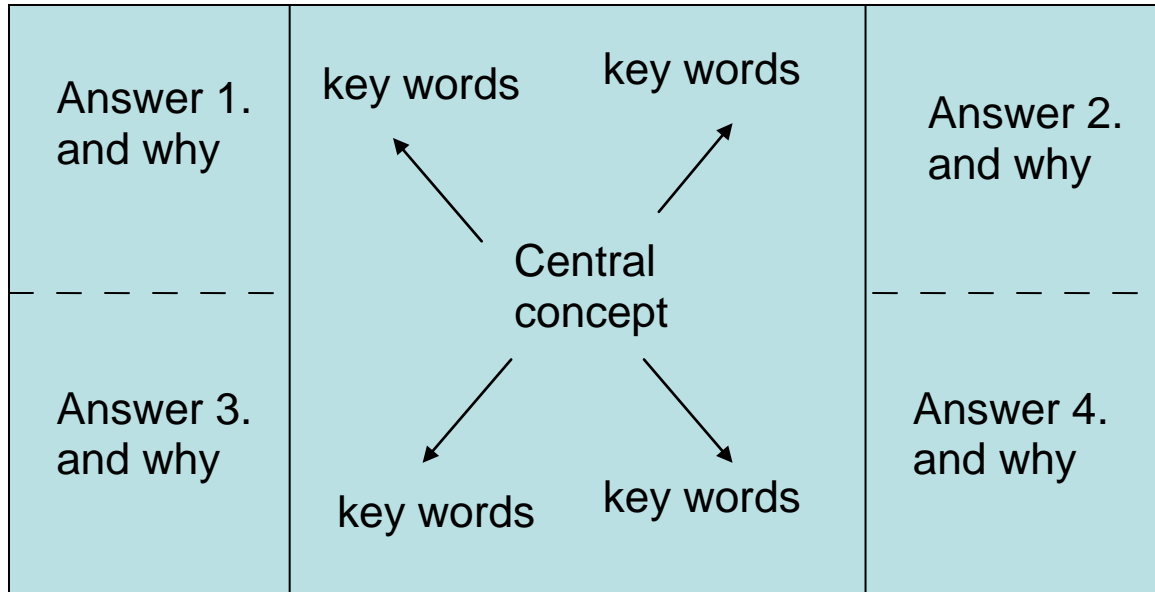 Answer 1.
and why
key words
key words
Answer 2.
and why
Central
concept
Answer 3.
and why
key words
key words
Answer 4.
and why